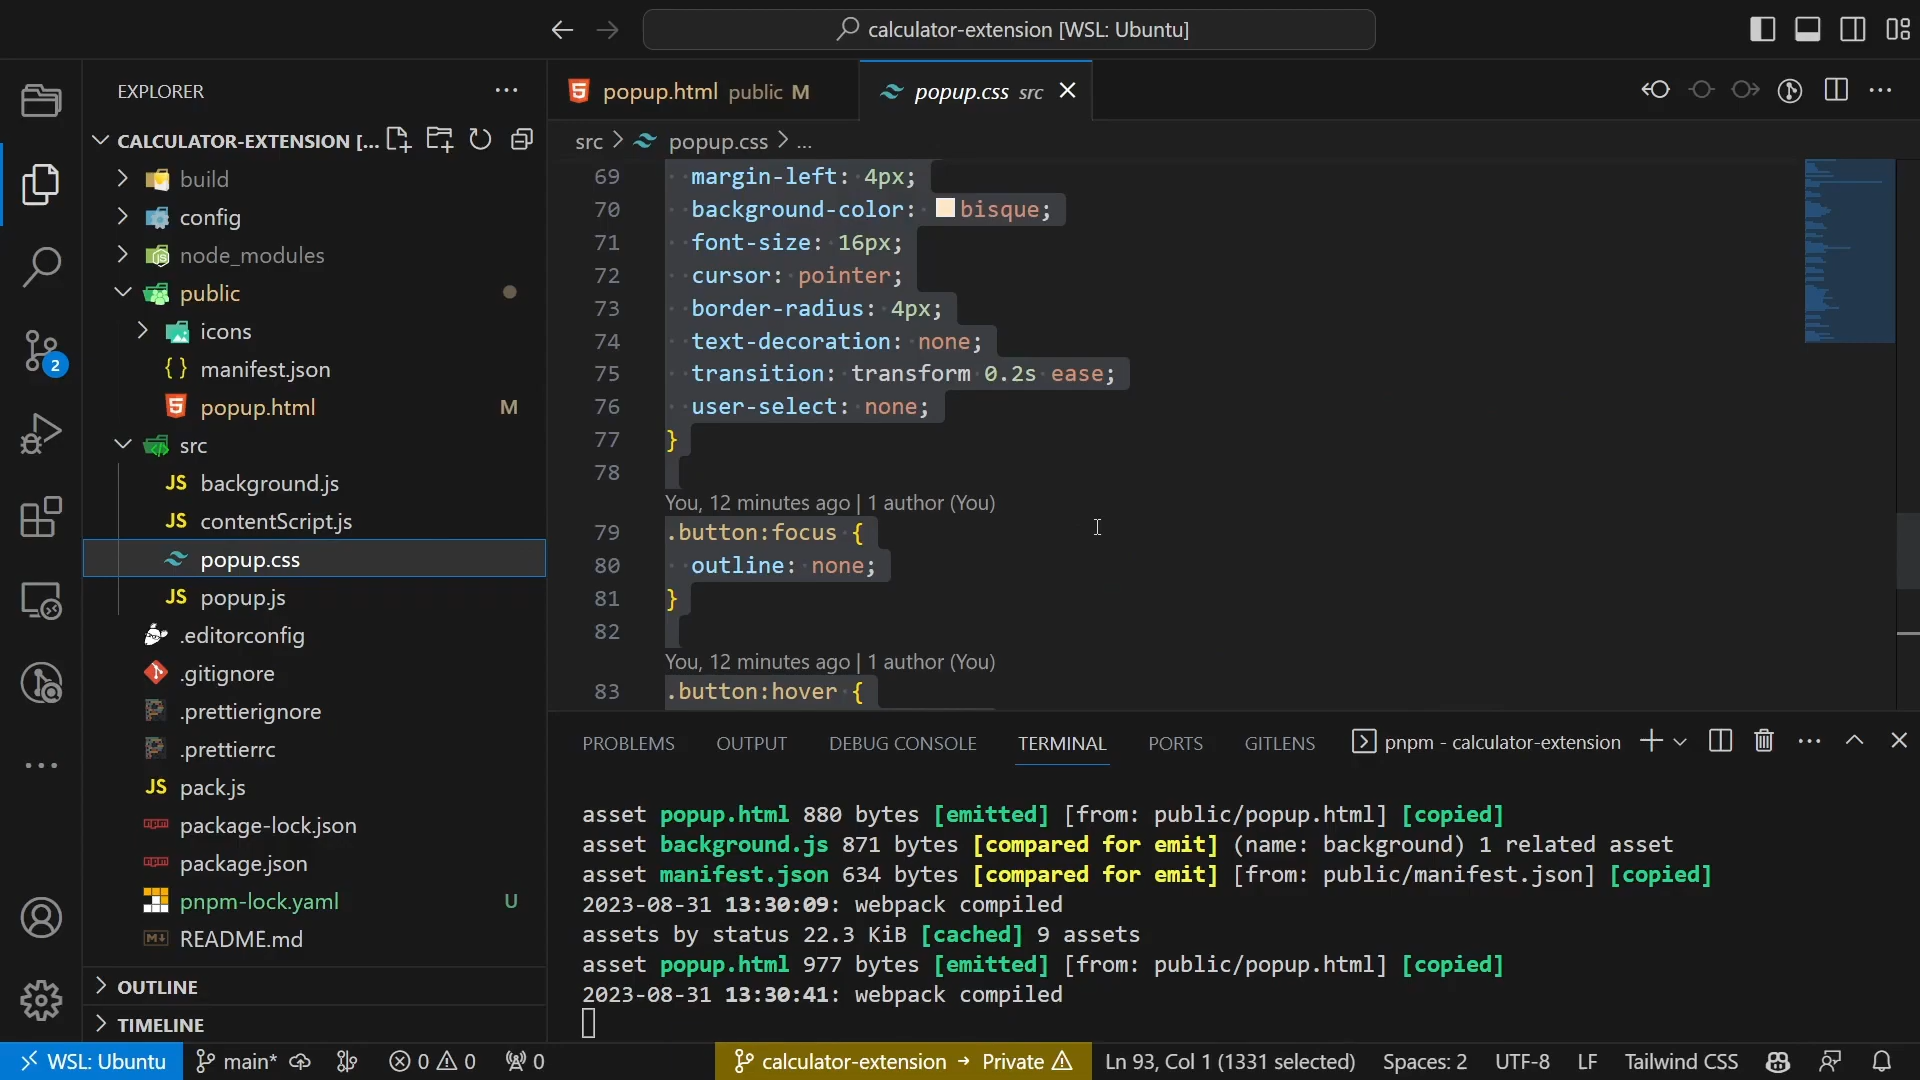 calculator-extension [WSL: Ubuntu]
EXPLORER
CALCULATOR-EXTENSION [...
build
config
node_modules
public
icons
{ } manifest.json
popup.html M
src
JS background.js
JS contentScript.js
popup.css
JS popup.js
.editorconfig
.gitignore
.prettierignore
.prettierrc
JS pack.js
package-lock.json
package.json
pnpm-lock.yaml U
README.md
OUTLINE
TIMELINE
2
popup.html public M
popup.css src
src > popup.css > ...
69 margin-left: 4px;
70 background-color: bisque;
71 font-size: 16px;
72 cursor: pointer;
73 border-radius: 4px;
74 text-decoration: none;
75 transition: transform 0.2s ease;
76 user-select: none;
77 }
78
You, 12 minutes ago | 1 author (You)
79 .button:focus {
80 outline: none;
81 }
82
You, 12 minutes ago | 1 author (You)
83 .button:hover {
PROBLEMS OUTPUT DEBUG CONSOLE TERMINAL PORTS GITLENS pnpm - calculator-extension
asset popup.html 880 bytes [emitted] [from: public/popup.html] [copied]
asset background.js 871 bytes [compared for emit] (name: background) 1 related asset
asset manifest.json 634 bytes [compared for emit] [from: public/manifest.json] [copied]
2023-08-31 13:30:09: webpack compiled
assets by status 22.3 KiB [cached] 9 assets
asset popup.html 977 bytes [emitted] [from: public/popup.html] [copied]
2023-08-31 13:30:41: webpack compiled
WSL: Ubuntu main* 0 0 0 calculator-extension → Private Ln 93, Col 1 (1331 selected) Spaces: 2 UTF-8 LF Tailwind CSS